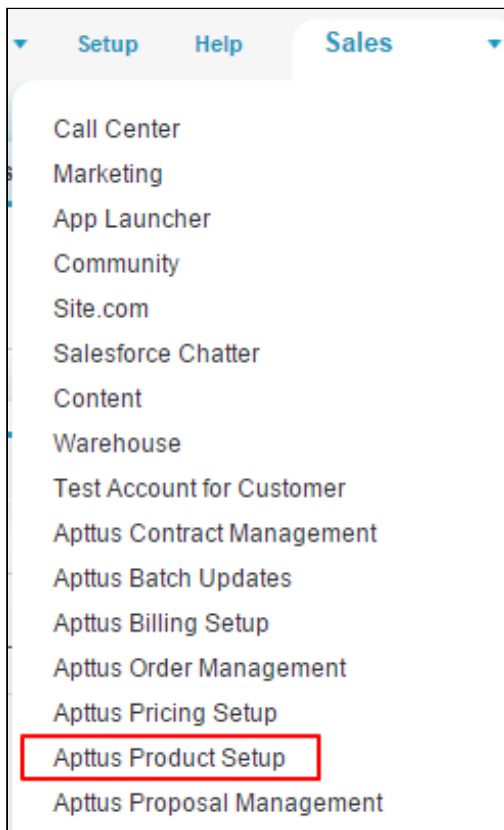 Setup Help Sales
Call Center
Marketing
App Launcher
Community
Site.com
Salesforce Chatter
Content
Warehouse
Test Account for Customer
Apttus Contract Management
Apttus Batch Updates
Apttus Billing Setup
Apttus Order Management
Apttus Pricing Setup
Apttus Product Setup
Apttus Proposal Management